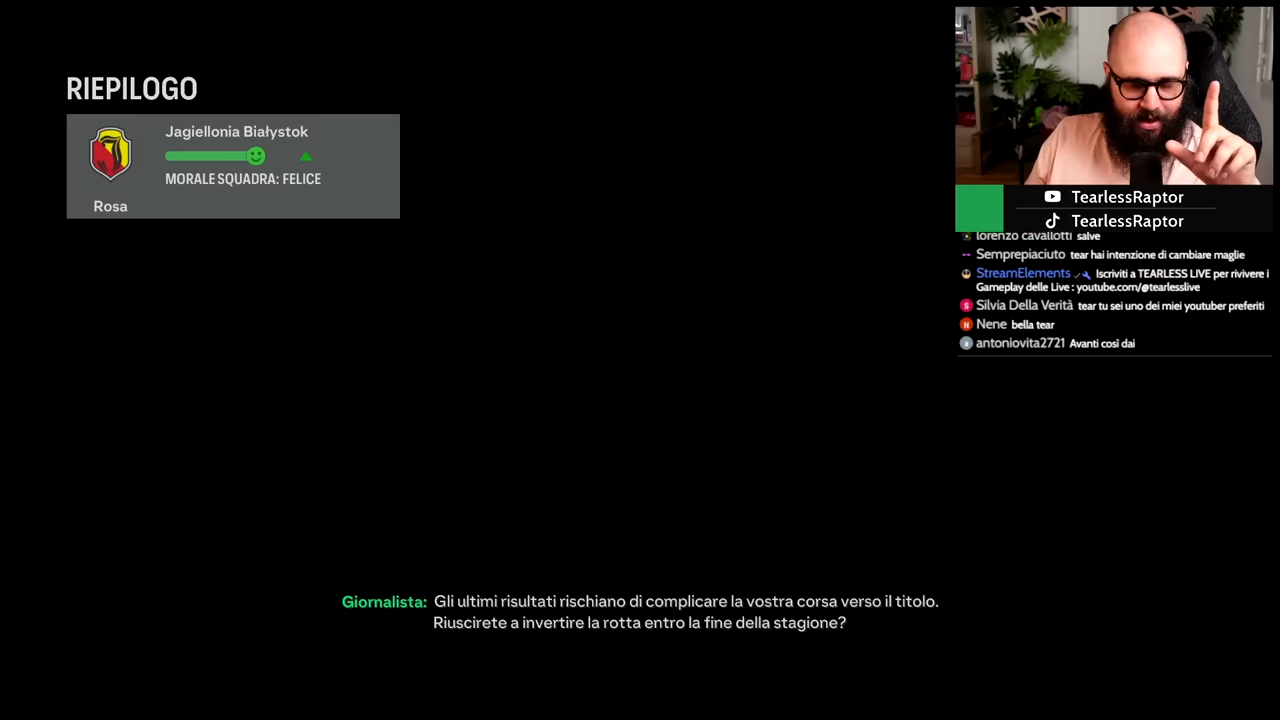 RIEPILOGO
Jagiellonia Białystok
MORALE SQUADRA: FELICE
Rosa
TearlessRaptor
TearlessRaptor
lorenzo cavallotti salve
Semprepiaciuto tear hai intenzione di cambiare maglie
StreamElements Iscriviti a TEARLESS LIVE per rivivere i
Gameplay delle Live : youtube.com/@tearlesslive
S Silvia Della Verità tear tu sei uno dei miei youtuber preferiti
N Nene bella tear
a antoniovita2721 Avanti così dai
Giornalista: Gli ultimi risultati rischiano di complicare la vostra corsa verso il titolo.
Riuscirete a invertire la rotta entro la fine della stagione?